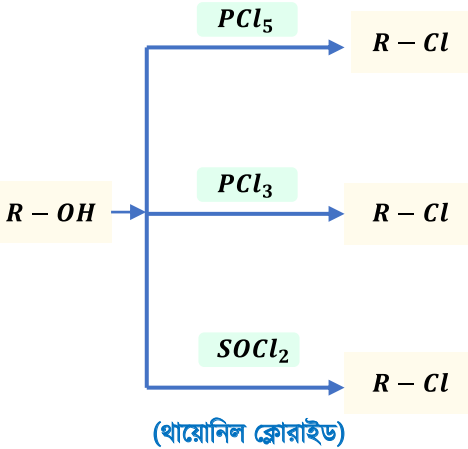 PCl₅
R − Cl
PCl₃
R − OH
R − Cl
SOCl₂
R − Cl
(থায়োনিল ক্লোরাইড)